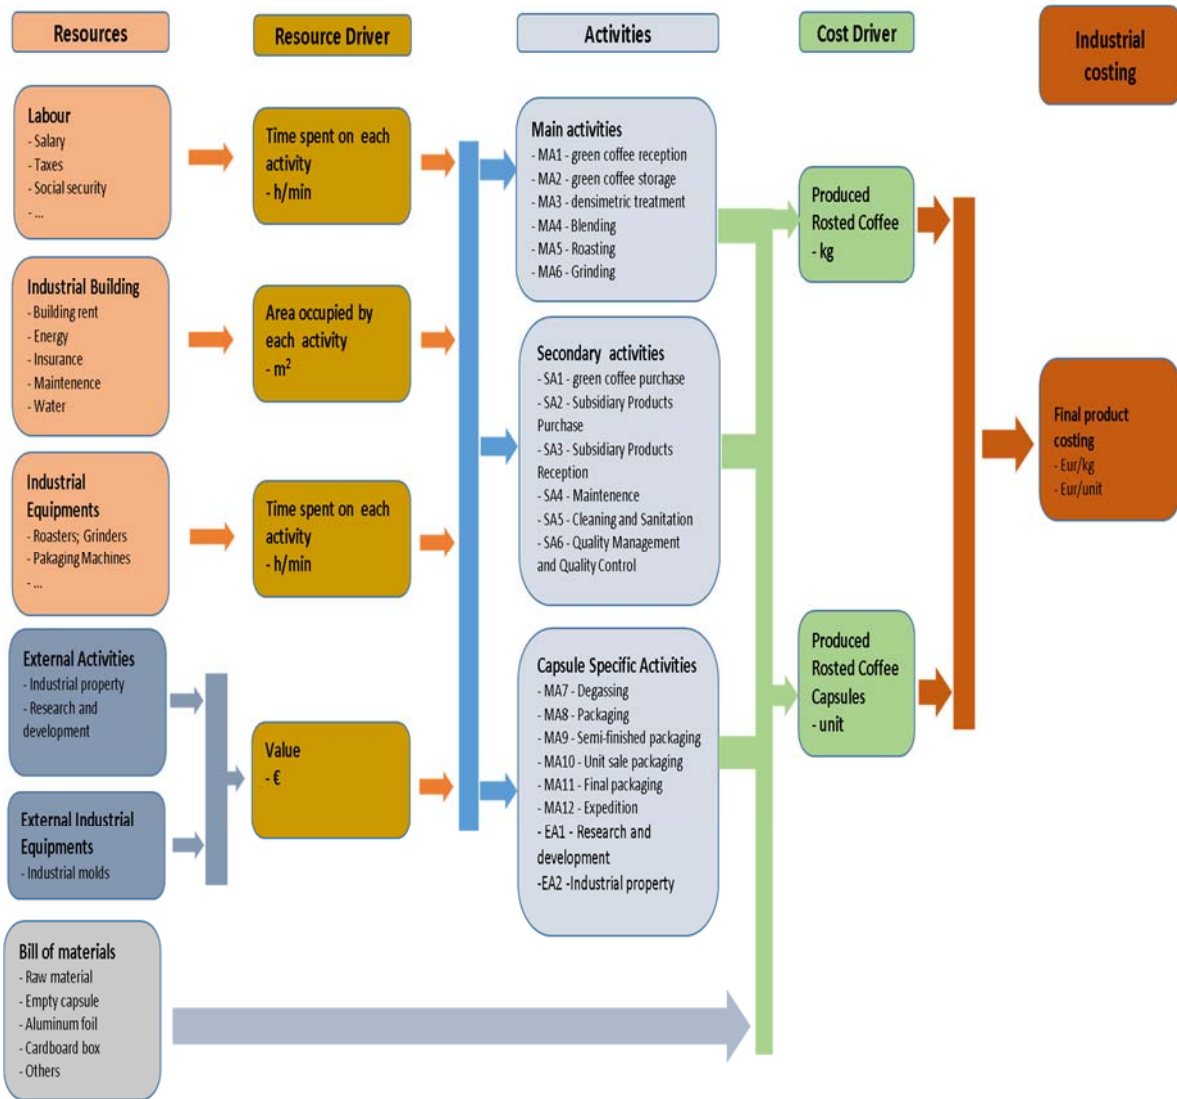 Resources
Resource Driver
Activities
Cost Driver
Industrial
costing
Labour
- Salary
- Taxes
- Social security
- ...
Time spent on each
activity
- h/min
Main activities
- MA1 - green coffee reception
- MA2 - green coffee storage
- MA3 - densimetric treatment
- MA4 - Blending
- MA5 - Roasting
- MA6 - Grinding
Produced
Rosted Coffee
- kg
Industrial Building
- Building rent
- Energy
- Insurance
- Maintenence
- Water
Area occupied by
each activity
- m²
Secondary activities
- SA1 - green coffee purchase
- SA2 - Subsidiary Products
Purchase
- SA3 - Subsidiary Products
Reception
- SA4 - Maintenence
- SA5 - Cleaning and Sanitation
- SA6 - Quality Management
and Quality Control
Final product
costing
- Eur/kg
- Eur/unit
Industrial
Equipments
- Roasters; Grinders
- Pakaging Machines
- ...
Time spent on each
activity
- h/min
External Activities
- Industrial property
- Research and
development
Value
- €
Capsule Specific Activities
- MA7 - Degassing
- MA8 - Packaging
- MA9 - Semi-finished packaging
- MA10 - Unit sale packaging
- MA11 - Final packaging
- MA12 - Expedition
- EA1 - Research and
development
-EA2 -Industrial property
Produced
Rosted Coffee
Capsules
- unit
External Industrial
Equipments
- Industrial molds
Bill of materials
- Raw material
- Empty capsule
- Aluminum foil
- Cardboard box
- Others